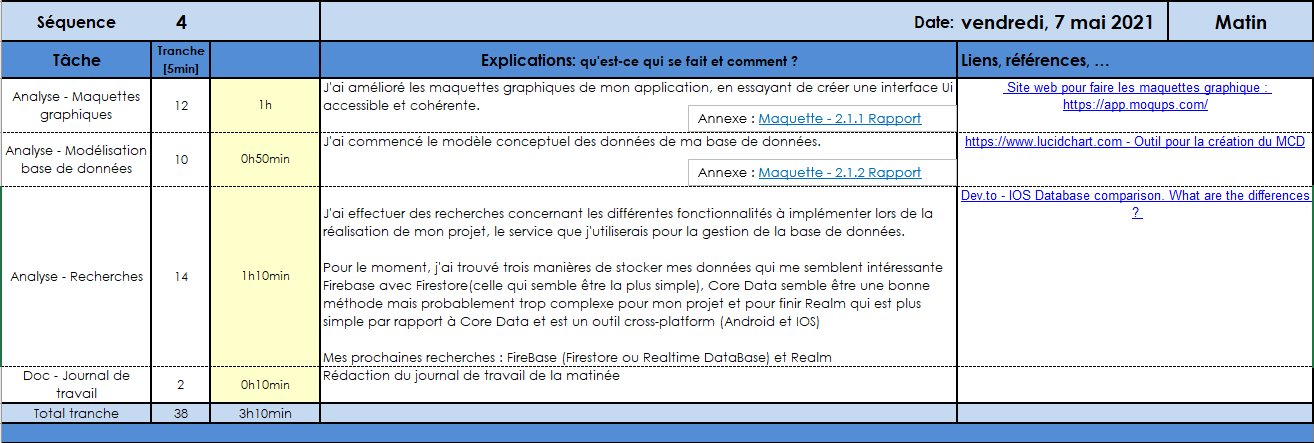 Séquence 4 Date: vendredi, 7 mai 2021 Matin
Tâche Tranche [5min] Explications: qu'est-ce qui se fait et comment ? Liens, références, …
Analyse - Maquettes
graphiques
12
1h
J'ai amélioré les maquettes graphiques de mon application, en essayant de créer une interface Ui
accessible et cohérente.
Annexe : Maquette - 2.1.1 Rapport
Site web pour faire les maquettes graphique :
https://app.moqups.com/
Analyse - Modélisation
base de données
10
0h50min
J'ai commencé le modèle conceptuel des données de ma base de données.
Annexe : Maquette - 2.1.2 Rapport
https://www.lucidchart.com - Outil pour la création du MCD
Analyse - Recherches
14
1h10min
J'ai effectuer des recherches concernant les différentes fonctionnalités à implémenter lors de la
réalisation de mon projet, le service que j'utiliserais pour la gestion de la base de données.
Pour le moment, j'ai trouvé trois manières de stocker mes données qui me semblent intéressante
Firebase avec Firestore(celle qui semble être la plus simple), Core Data semble être une bonne
méthode mais probablement trop complexe pour mon projet et pour finir Realm qui est plus
simple par rapport à Core Data et est un outil cross-platform (Android et IOS)
Mes prochaines recherches : FireBase (Firestore ou Realtime DataBase) et Realm
Dev.to - IOS Database comparison. What are the differences
?
Doc - Journal de
travail
2
0h10min
Rédaction du journal de travail de la matinée
Total tranche 38 3h10min